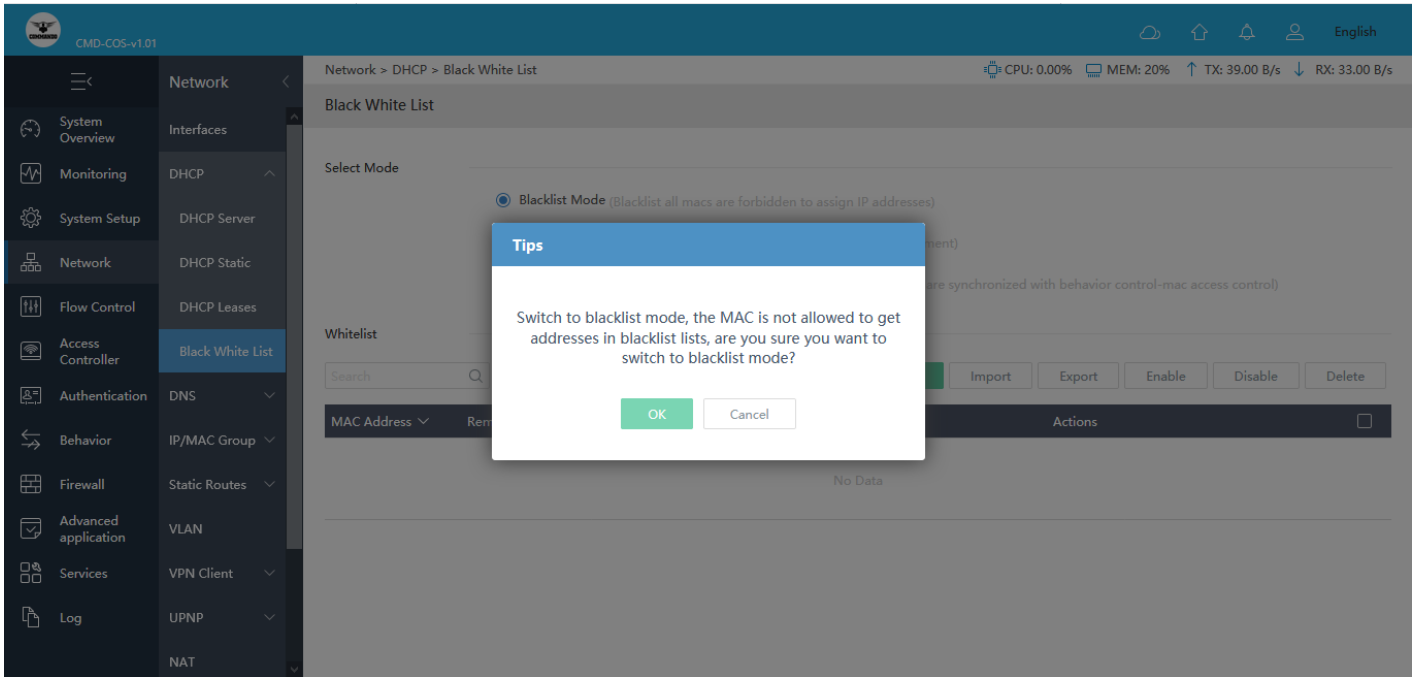 COMMANDO
CMD-COS-v1.01
English
Network
Network > DHCP > Black White List
CPU: 0.00% MEM: 20% TX: 39.00 B/s RX: 33.00 B/s
Black White List
System
Overview
Monitoring
System Setup
Network
Flow Control
Access
Controller
Authentication
Behavior
Firewall
Advanced
application
Services
Log
Interfaces
DHCP
DHCP Server
DHCP Static
DHCP Leases
Black White List
DNS
IP/MAC Group
Static Routes
VLAN
VPN Client
UPNP
NAT
Select Mode
Blacklist Mode (Blacklist all macs are forbidden to assign IP addresses)
ment)
are synchronized with behavior control-mac access control)
Whitelist
Search
Import Export Enable Disable Delete
MAC Address Rem Actions
No Data
Tips
Switch to blacklist mode, the MAC is not allowed to get
addresses in blacklist lists, are you sure you want to
switch to blacklist mode?
OK Cancel